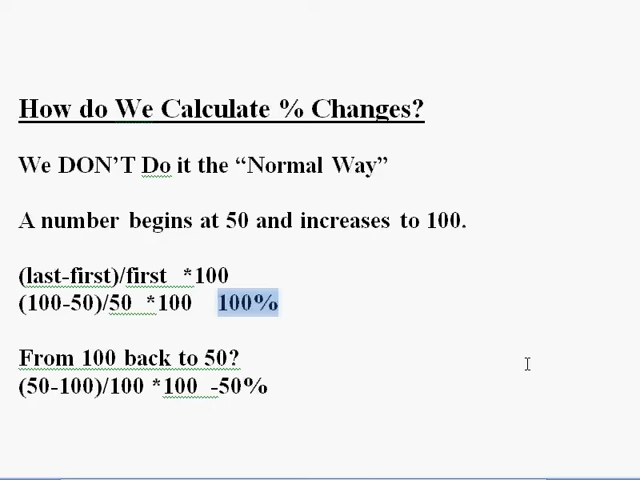 How do We Calculate % Changes?
We DON’T Do it the “Normal Way”
A number begins at 50 and increases to 100.
(last-first)/first *100
(100-50)/50 *100 100%
From 100 back to 50?
(50-100)/100 *100 -50%